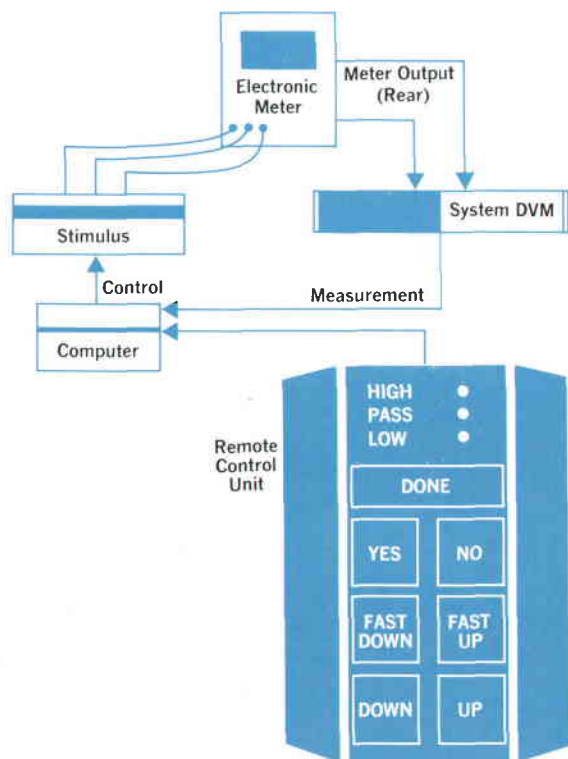 Electronic
Meter
Meter Output
(Rear)
Stimulus
System DVM
Control
Measurement
Computer
Remote
Control
Unit
HIGH
PASS
LOW
DONE
YES
NO
FAST
DOWN
FAST
UP
DOWN
UP